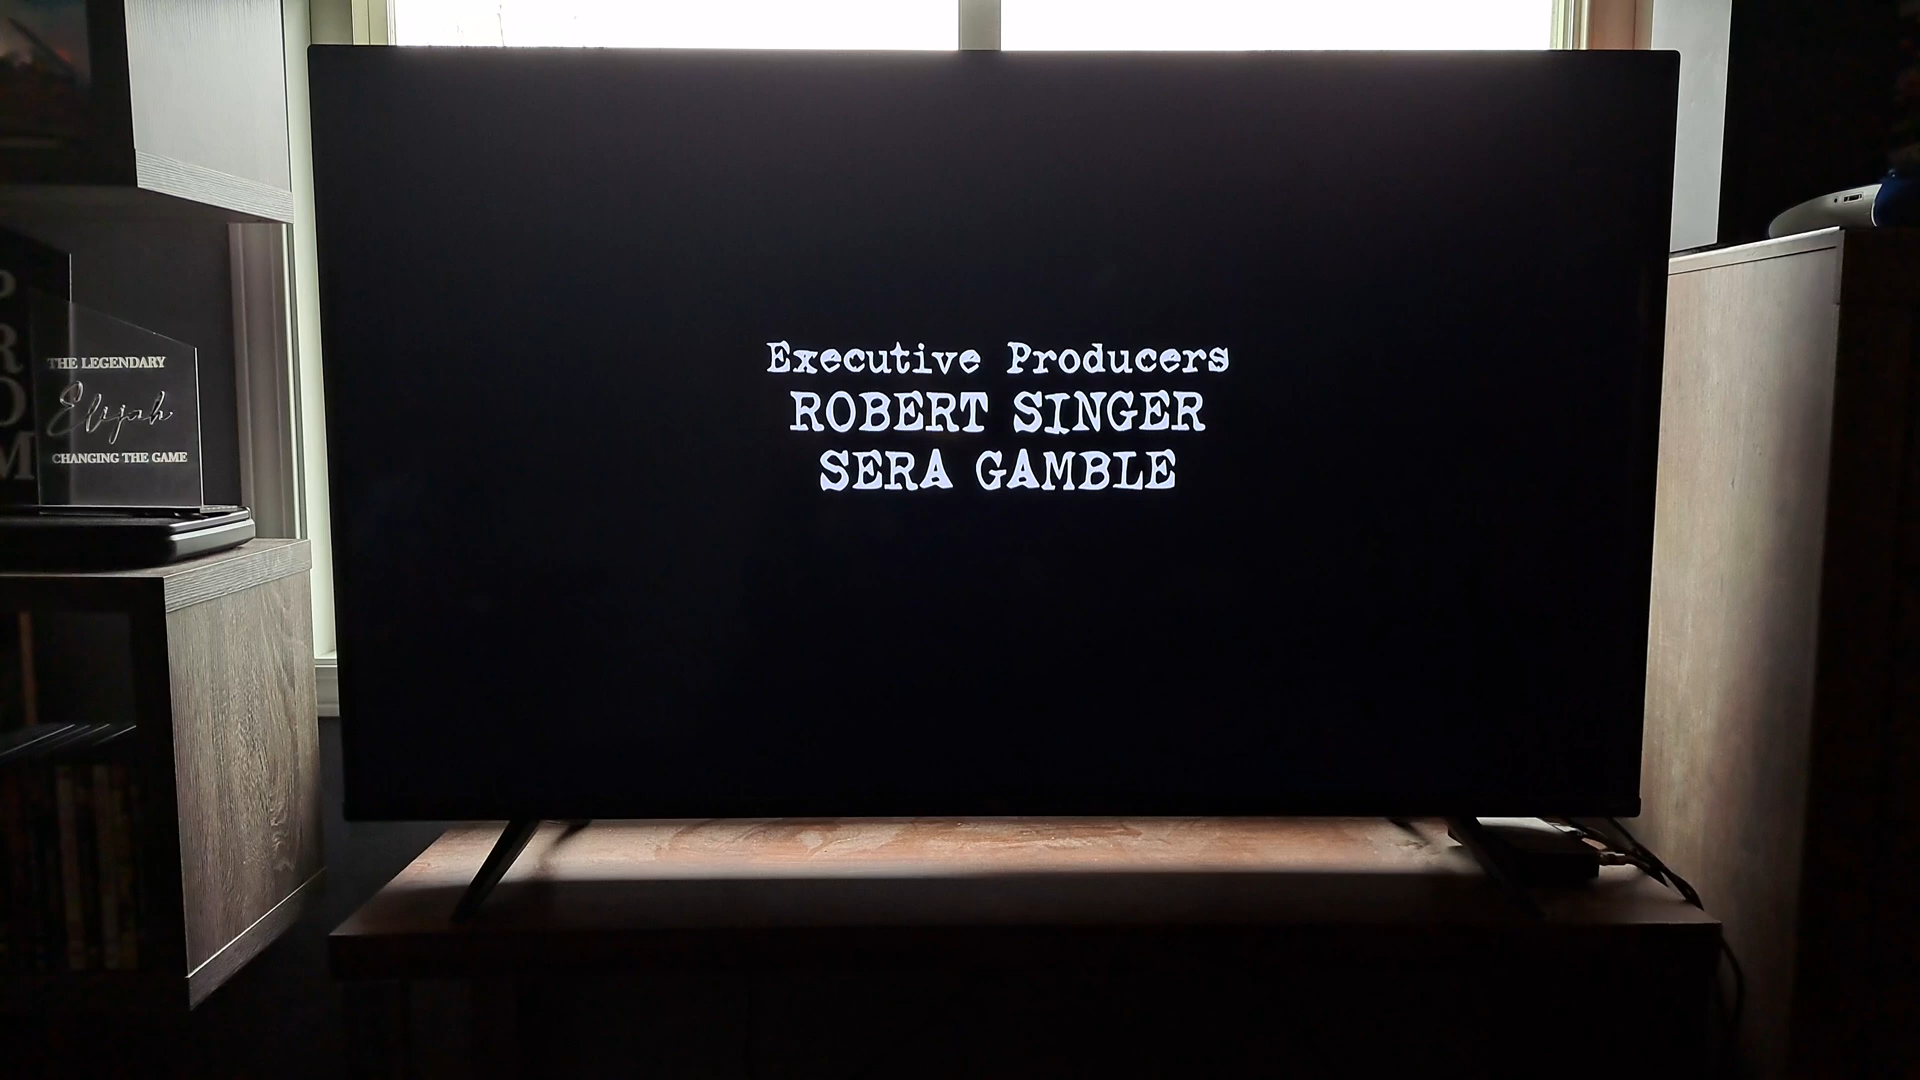 Executive Producers
ROBERT SINGER
SERA GAMBLE
THE LEGENDARY
Elijah
CHANGING THE GAME